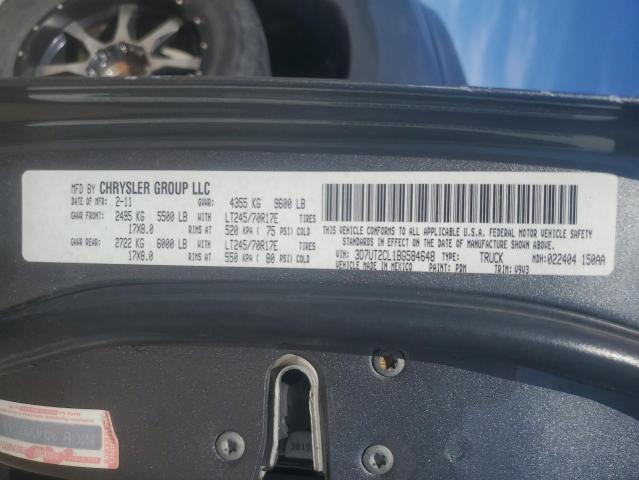 MFD BY CHRYSLER GROUP LLC
DATE OF MFR: 2-11 GVWR: 4355 KG 9600 LB
GAWR FRONT: 2495 KG 5500 LB WITH LT245/70R17E TIRES
17X8.0 RIMS AT 520 KPA ( 75 PSI) COLD
GAWR REAR: 2722 KG 6000 LB WITH LT245/70R17E TIRES
17X8.0 RIMS AT 550 KPA ( 80 PSI) COLD
THIS VEHICLE CONFORMS TO ALL APPLICABLE
U.S.A. FEDERAL MOTOR VEHICLE SAFETY
STANDARDS IN EFFECT ON THE DATE OF MANUFACTURE SHOWN ABOVE.
VIN: 3D7UT2CL1BG584648 TYPE: TRUCK MDH: 022404 150AA
VEHICLE MADE IN MEXICO PAINT: PDM TRIM: V9V3